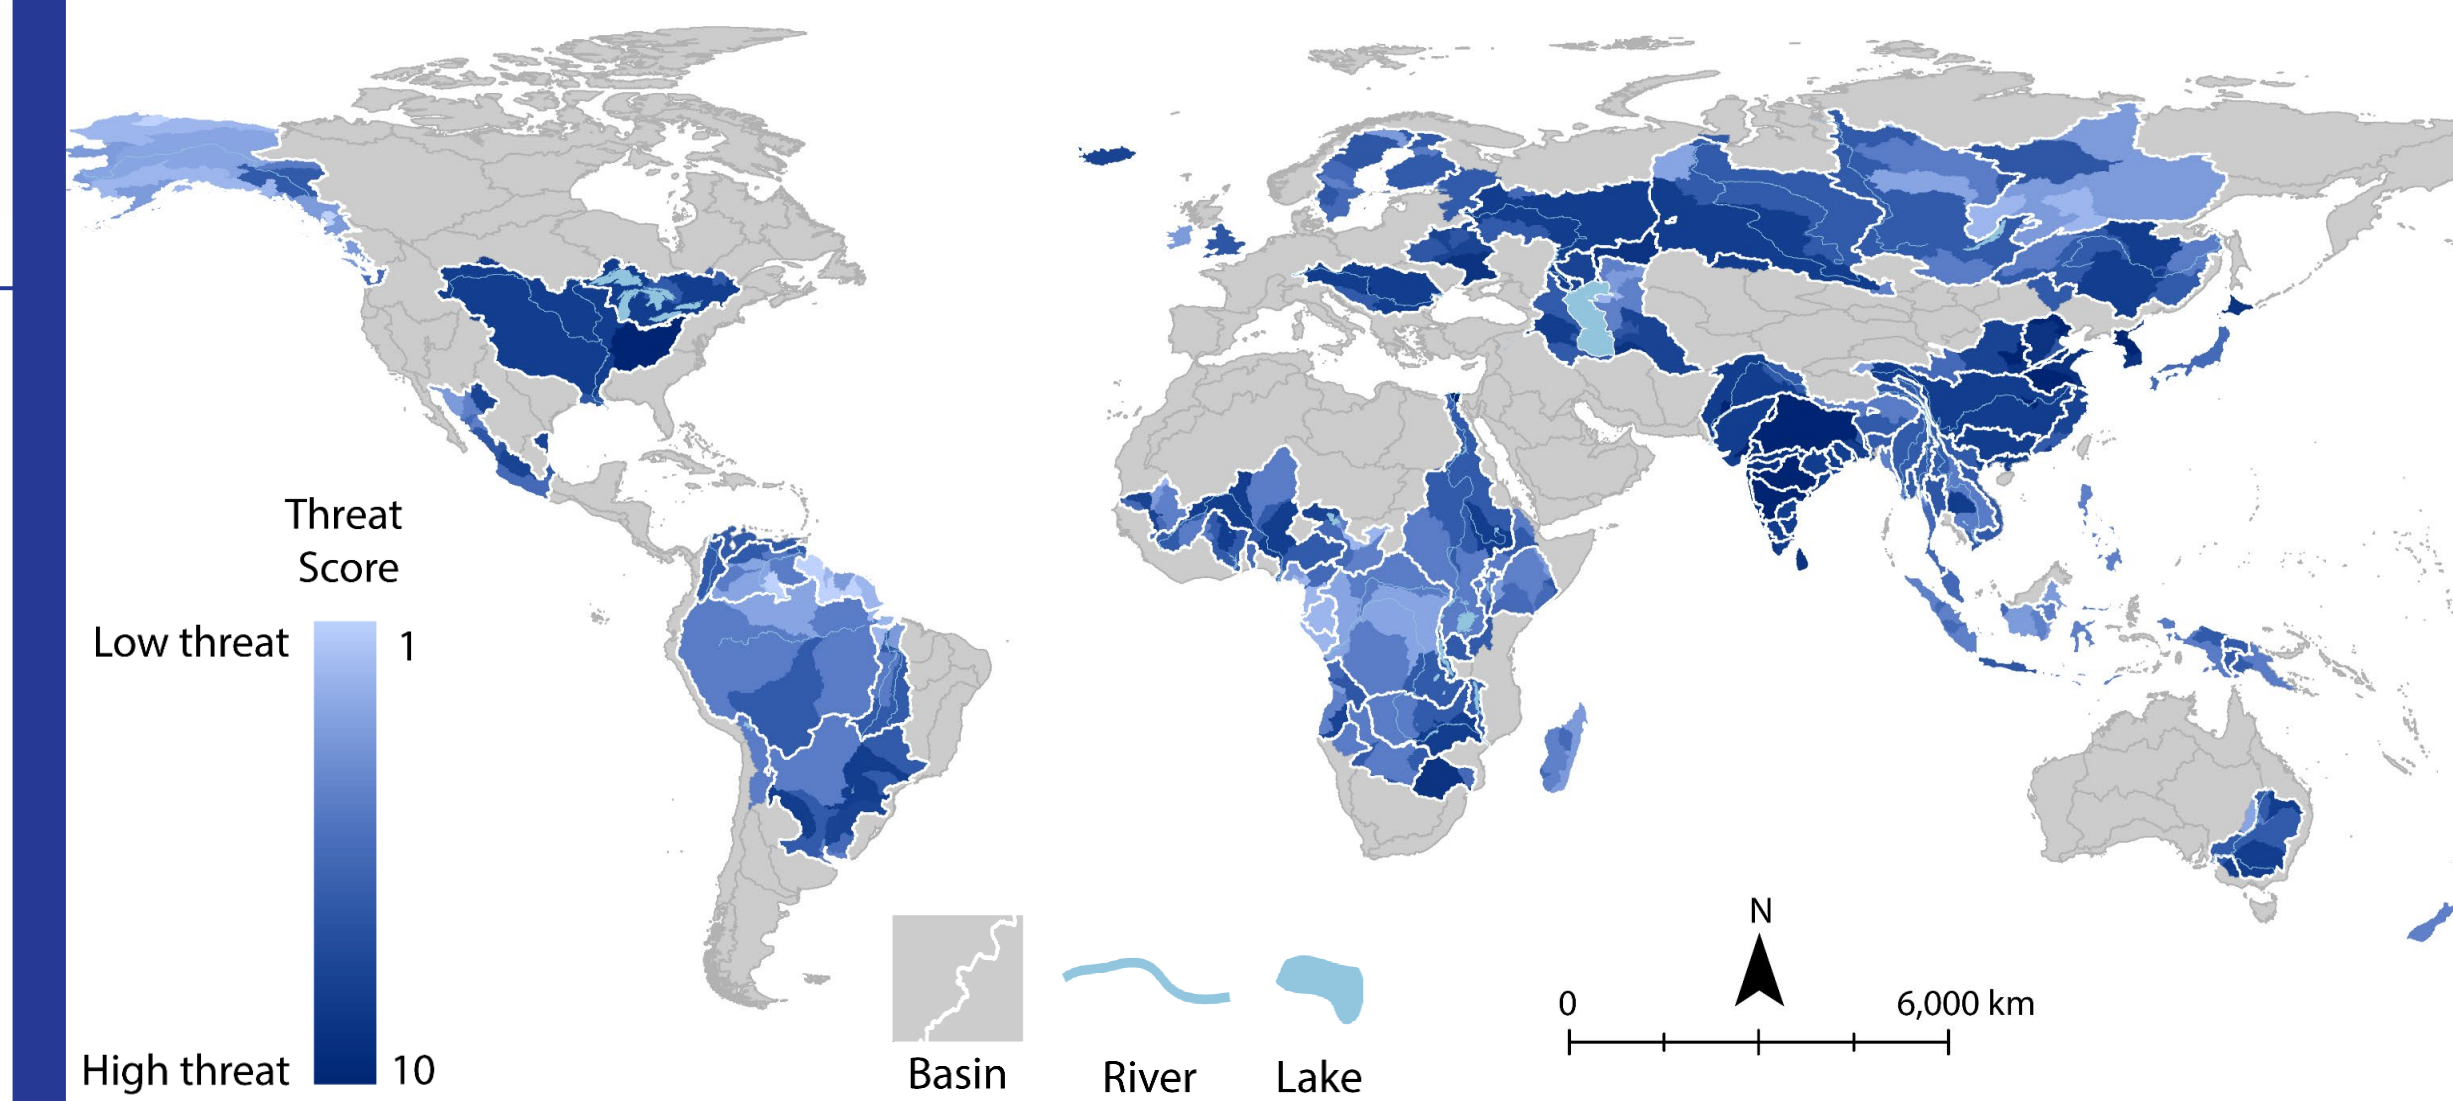 Threat
Score
Low threat
1
High threat
10
Basin
River
Lake
N
0
6,000 km